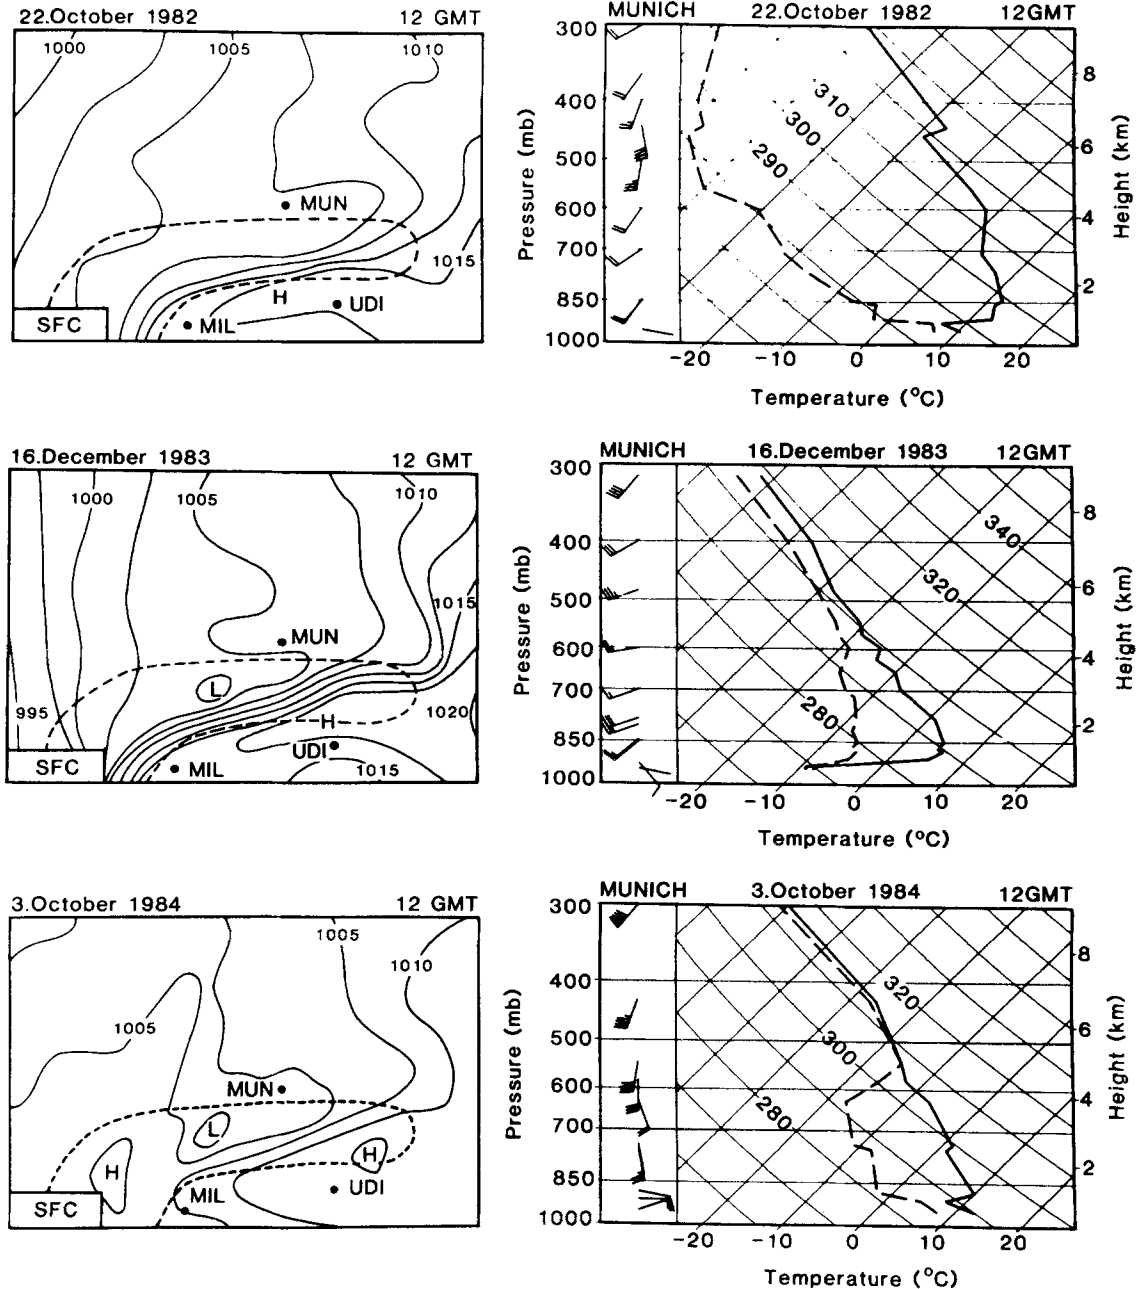 22.October 1982 12 GMT
1000 1005 1010
MUN
1015
H
UDI
SFC MIL
MUNICH 22.October 1982 12GMT
300
400
500
600
700
850
1000
Pressure (mb)
310
300
290
8
6
4
2
Height (km)
-20 -10 0 10 20
Temperature (°C)
16.December 1983 12 GMT
1000 1005 1010
1015
MUN
L
995 H 1020
UDI
SFC MIL 1015
MUNICH 16.December 1983 12GMT
300
400
500
600
700
850
1000
Pressure (mb)
340
320
280
8
6
4
2
Height (km)
-20 -10 0 10 20
Temperature (°C)
3.October 1984 12 GMT
1005
1010
1005
MUN
L
H H
MIL UDI
SFC
MUNICH 3.October 1984 12GMT
300
400
500
600
700
850
1000
Pressure (mb)
320
300
280
8
6
4
2
Height (km)
-20 -10 0 10 20
Temperature (°C)